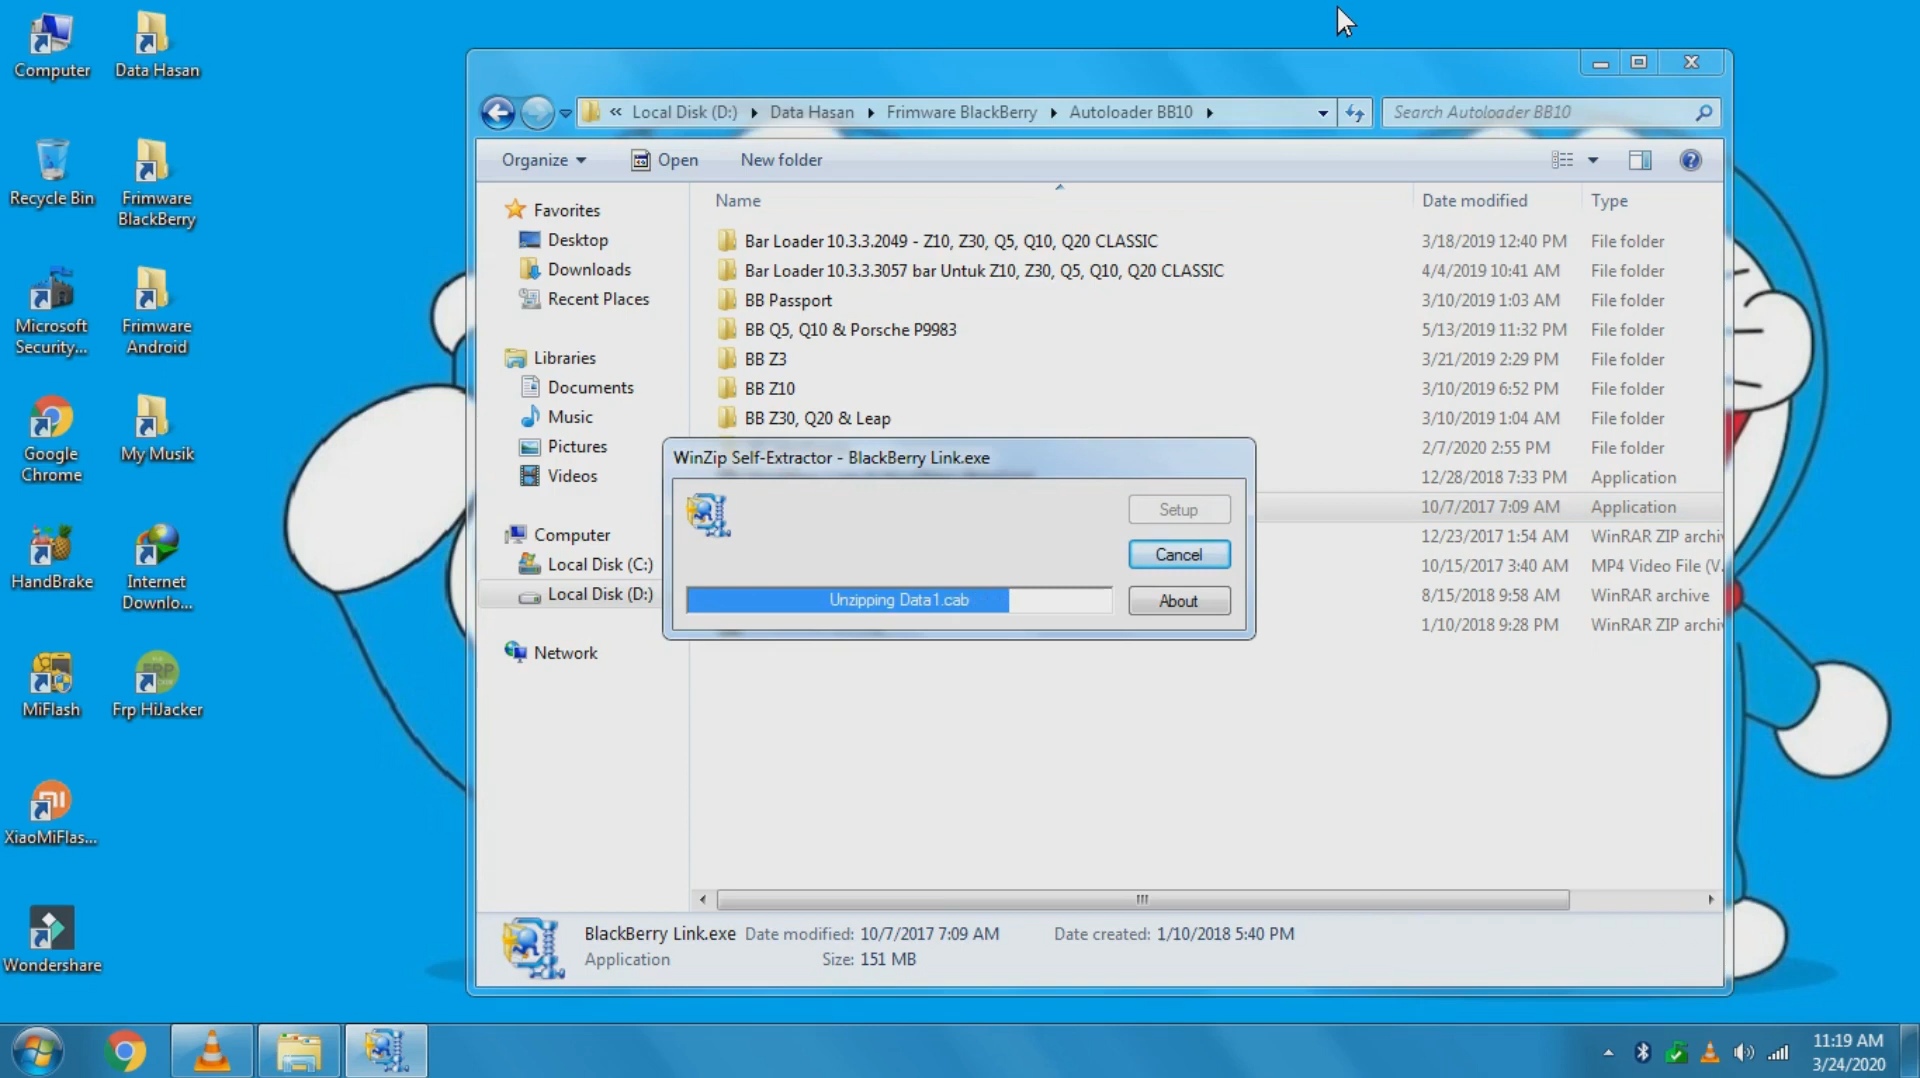 Computer
Data Hasan
Recycle Bin
Frimware
BlackBerry
Microsoft
Security...
Frimware
Android
Google
Chrome
My Musik
HandBrake
Internet
Downlo...
MiFlash
Frp HiJacker
XiaoMiFlas...
Wondershare
« Local Disk (D:) Data Hasan Frimware BlackBerry Autoloader BB10
Search Autoloader BB10
Organize Open New folder
Favorites
Desktop
Downloads
Recent Places
Libraries
Documents
Music
Pictures
Videos
Computer
Local Disk (C:)
Local Disk (D:)
Network
Name Date modified Type
Bar Loader 10.3.3.2049 - Z10, Z30, Q5, Q10, Q20 CLASSIC 3/18/2019 12:40 PM File folder
Bar Loader 10.3.3.3057 bar Untuk Z10, Z30, Q5, Q10, Q20 CLASSIC 4/4/2019 10:41 AM File folder
BB Passport 3/10/2019 1:03 AM File folder
BB Q5, Q10 & Porsche P9983 5/13/2019 11:32 PM File folder
BB Z3 3/21/2019 2:29 PM File folder
BB Z10 3/10/2019 6:52 PM File folder
BB Z30, Q20 & Leap 3/10/2019 1:04 AM File folder
2/7/2020 2:55 PM File folder
12/28/2018 7:33 PM Application
10/7/2017 7:09 AM Application
12/23/2017 1:54 AM WinRAR ZIP archiv
10/15/2017 3:40 AM MP4 Video File (V
8/15/2018 9:58 AM WinRAR archive
1/10/2018 9:28 PM WinRAR ZIP archiv
WinZip Self-Extractor - BlackBerry Link.exe
Setup
Cancel
Unzipping Data1.cab
About
BlackBerry Link.exe Date modified: 10/7/2017 7:09 AM Date created: 1/10/2018 5:40 PM
Application Size: 151 MB
11:19 AM
3/24/2020